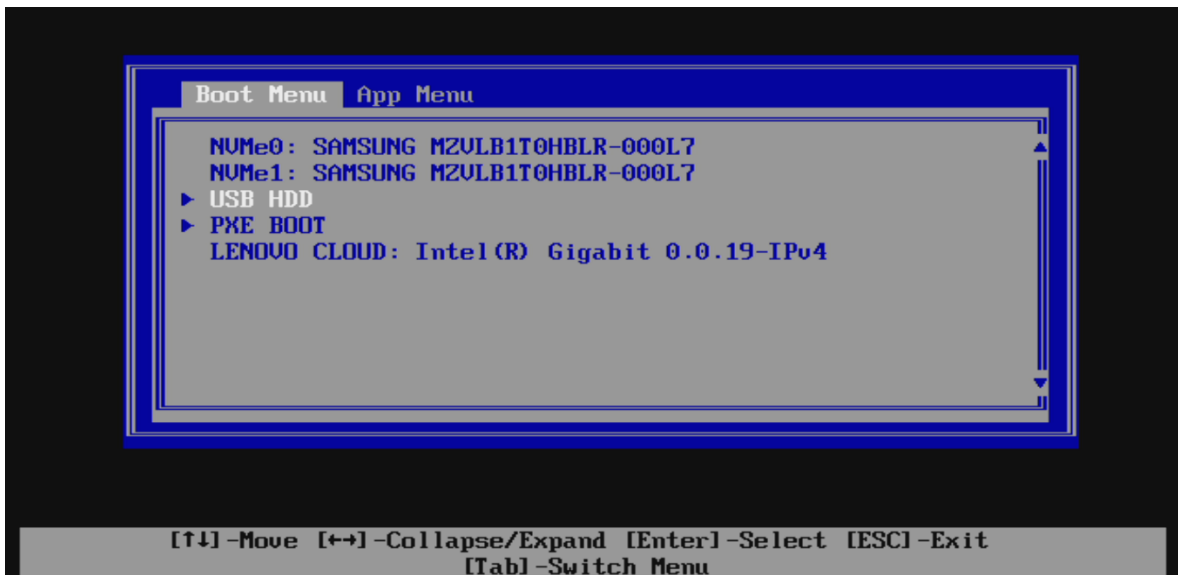 Boot Menu App Menu
NVMe0: SAMSUNG MZVLB1T0HBLR-000L7
NVMe1: SAMSUNG MZVLB1T0HBLR-000L7
USB HDD
PXE BOOT
LENOVO CLOUD: Intel(R) Gigabit 0.0.19-IPv4
[↑↓]-Move [←→]-Collapse/Expand [Enter]-Select [ESC]-Exit
[Tab]-Switch Menu